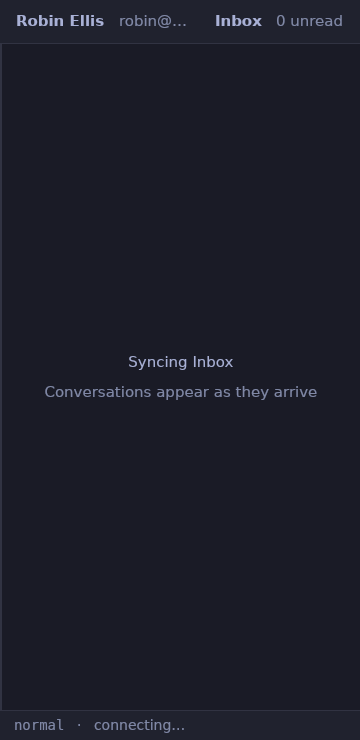 Robin Ellis robin@… Inbox 0 unread
Syncing Inbox
Conversations appear as they arrive
normal · connecting…